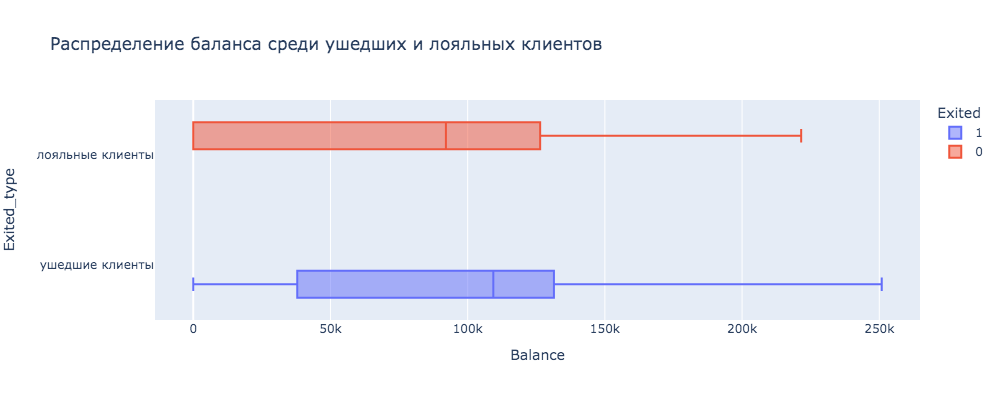 Распределение баланса среди ушедших и лояльных клиентов
Exited
1
0
лояльные клиенты
ушедшие клиенты
Exited_type
0
50k
100k
150k
200k
250k
Balance